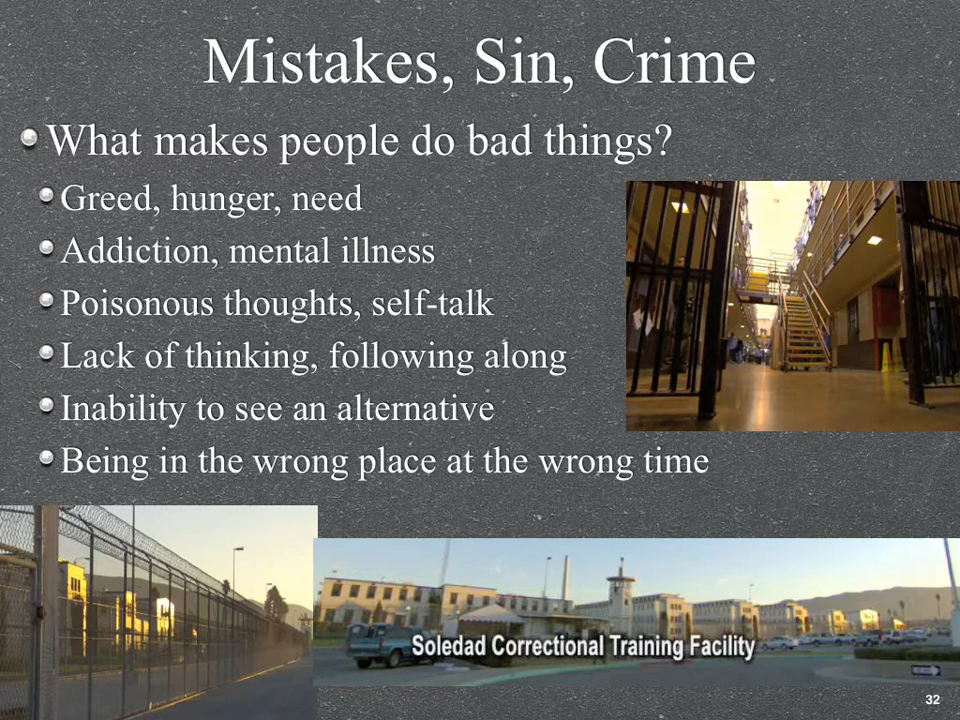 Mistakes, Sin, Crime
What makes people do bad things?
Greed, hunger, need
Addiction, mental illness
Poisonous thoughts, self-talk
Lack of thinking, following along
Inability to see an alternative
Being in the wrong place at the wrong time
Soledad Correctional Training Facility
32